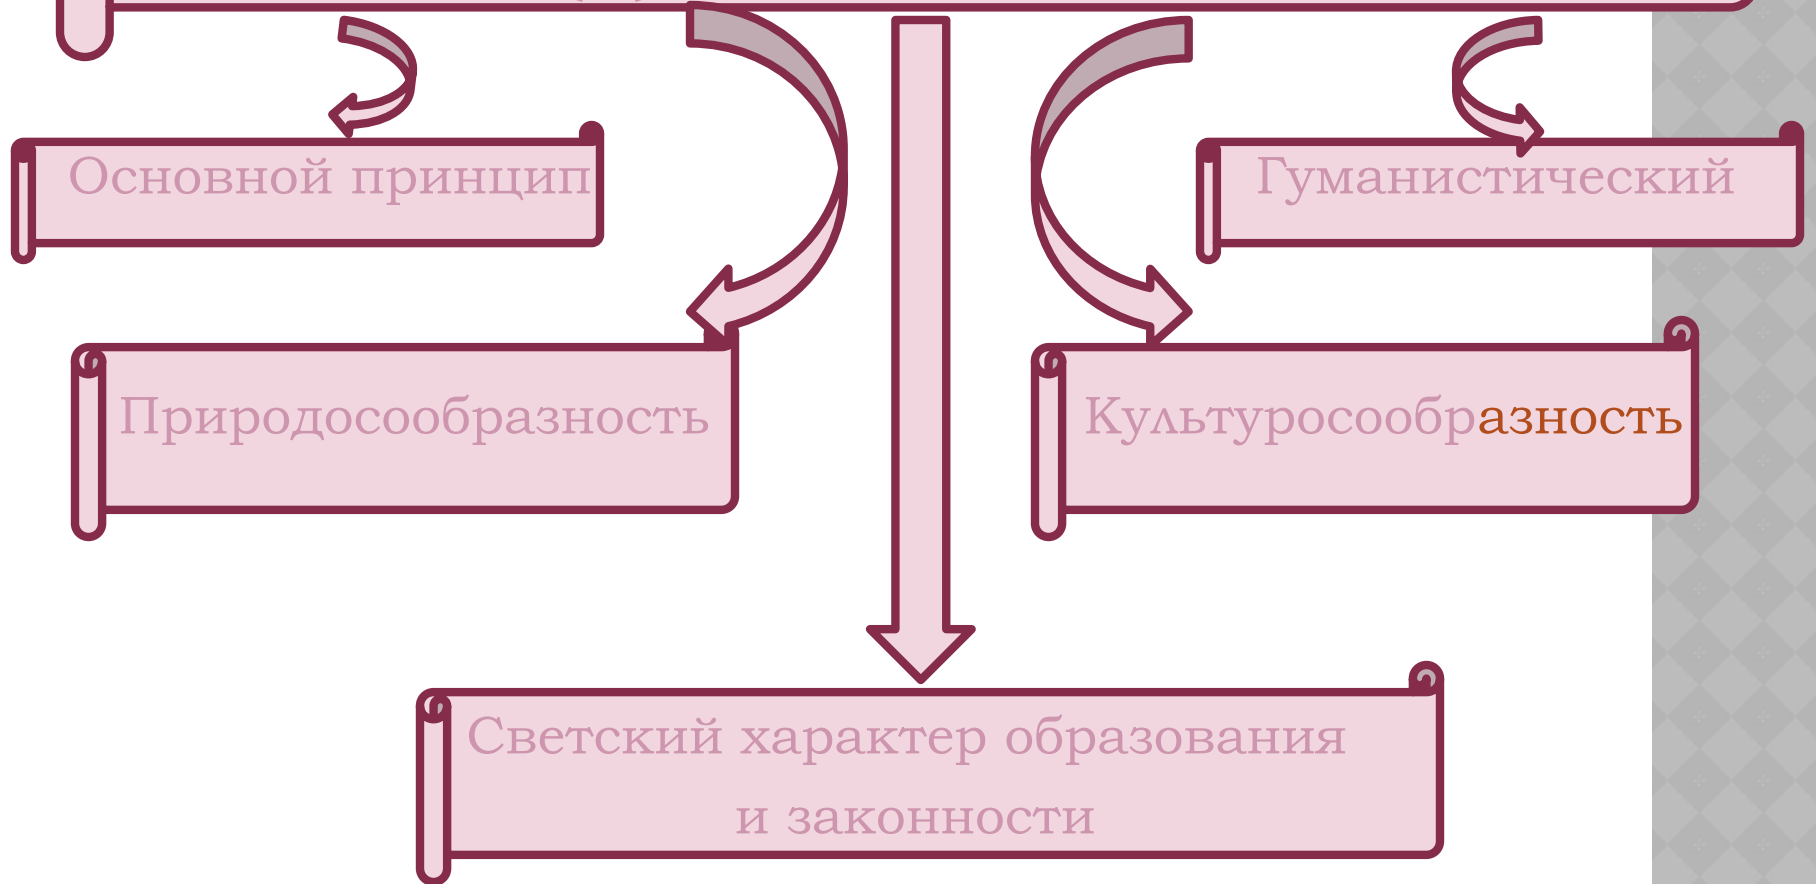 Основной принцип
Гуманистический
Природосообразность
Культуросообразность
Светский характер образования
и законности